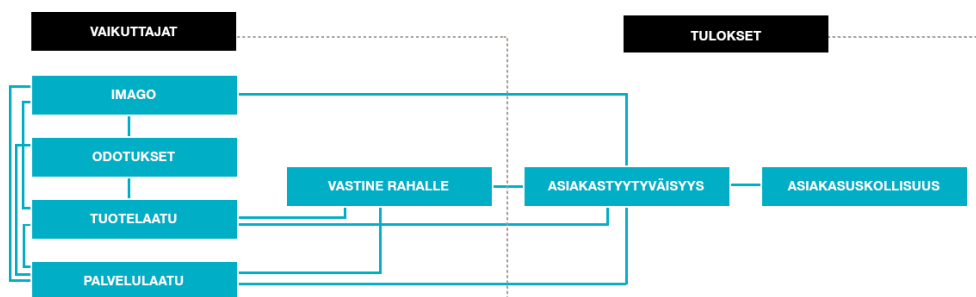 VAIKUTTAJAT
TULOKSET
IMAGO
ODOTUKSET
VASTINE RAHALLE
ASIAKASTYYTYVÄISYYS
ASIAKASUSKOLLISUUS
TUOTELAATU
PALVELULAATU